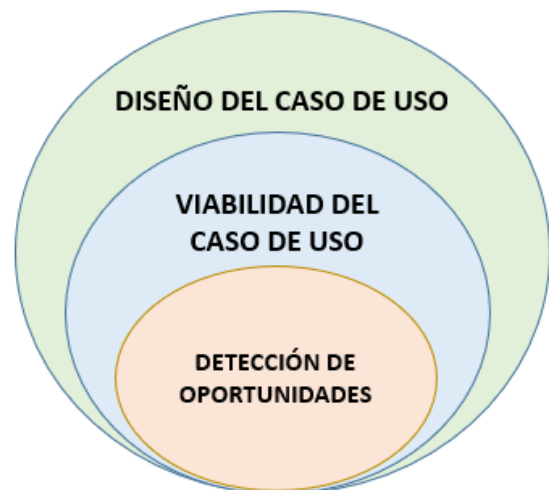 DISEÑO DEL CASO DE USO
VIABILIDAD DEL
CASO DE USO
DETECCIÓN DE
OPORTUNIDADES